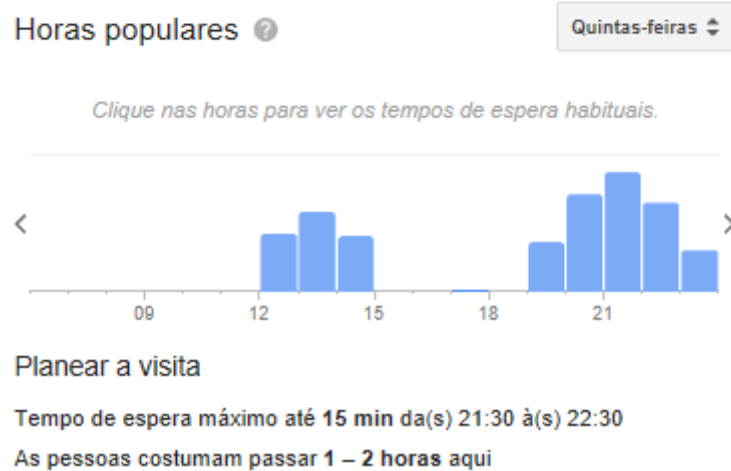 Horas populares ?
Quintas-feiras
Clique nas horas para ver os tempos de espera habituais.
09 12 15 18 21
Planear a visita
Tempo de espera máximo até 15 min da(s) 21:30 à(s) 22:30
As pessoas costumam passar 1 – 2 horas aqui